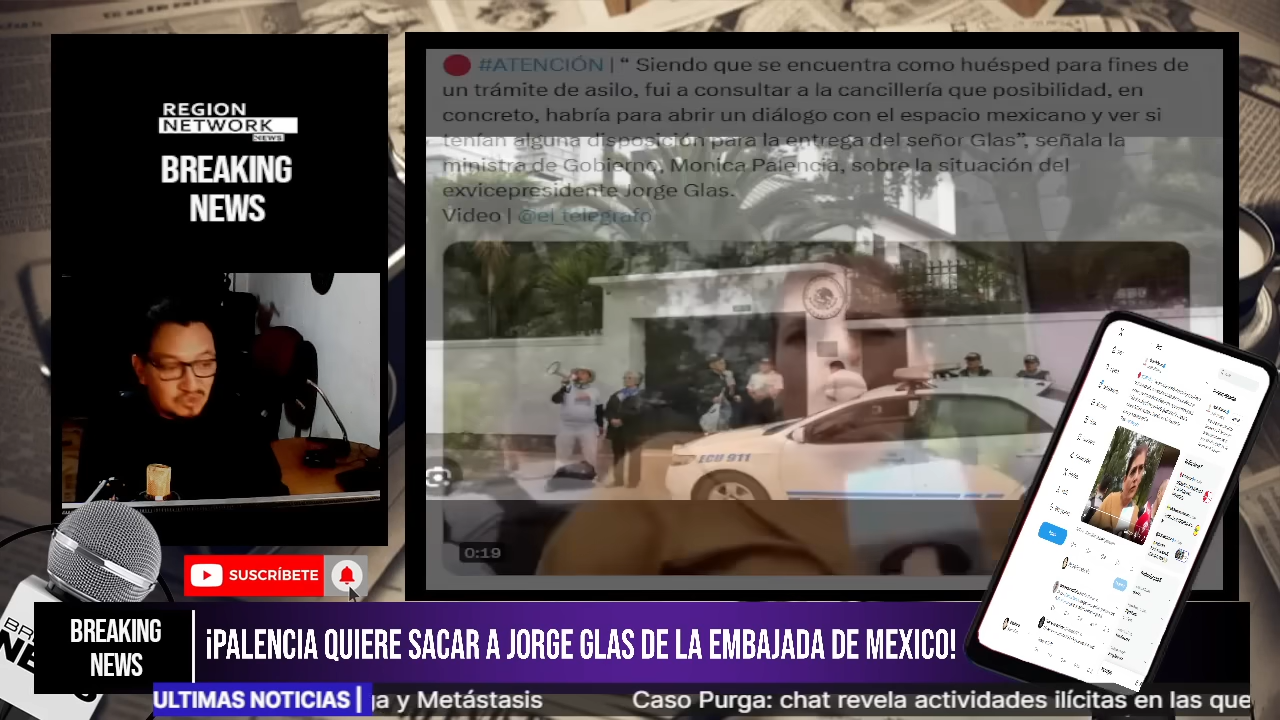 REGION
NETWORK
NEWS
BREAKING
NEWS
#ATENCIÓN | “ Siendo que se encuentra como huésped para fines de
un trámite de asilo, fui a consultar a la cancillería que posibilidad, en
concreto, habría para abrir un diálogo con el espacio mexicano y ver si
tenían alguna disposición para la entrega del señor Glas”, señala la
ministra de Gobierno, Monica Palencia, sobre la situación del
exvicepresidente Jorge Glas.
Video | @el_telegrafo
ECU 911
0:19
SUSCRÍBETE
BREAKING
NEWS
¡PALENCIA QUIERE SACAR A JORGE GLAS DE LA EMBAJADA DE MEXICO!
ULTIMAS NOTICIAS | a y Metástasis Caso Purga: chat revela actividades ilícitas en las que